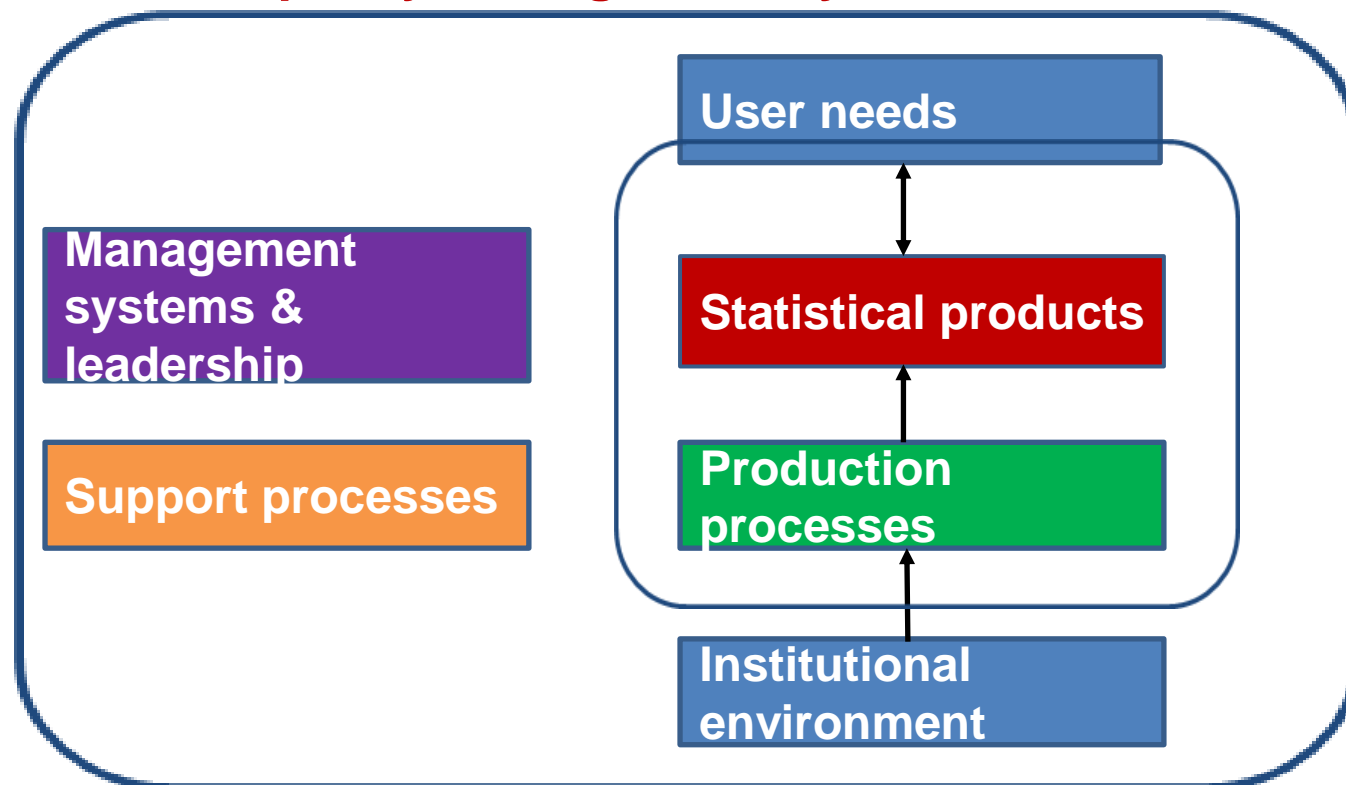 User needs
Management
systems &
leadership
Statistical products
Support processes
Production
processes
Institutional
environment